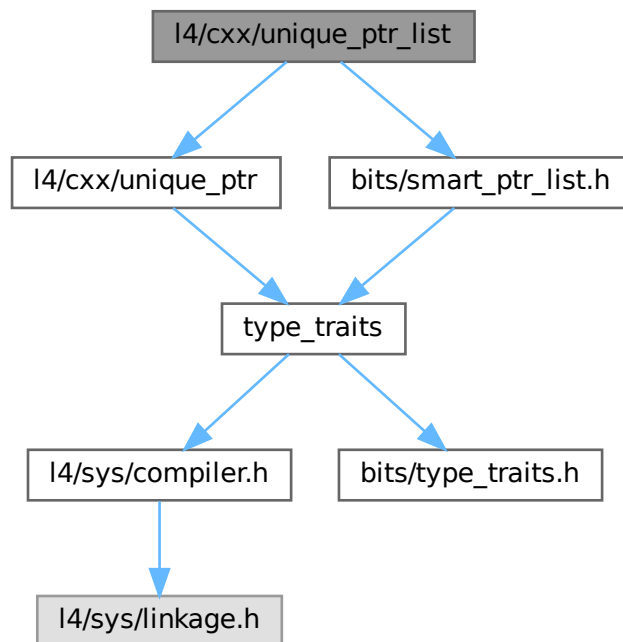 l4/cxx/unique_ptr_list
l4/cxx/unique_ptr
bits/smart_ptr_list.h
type_traits
l4/sys/compiler.h
bits/type_traits.h
l4/sys/linkage.h